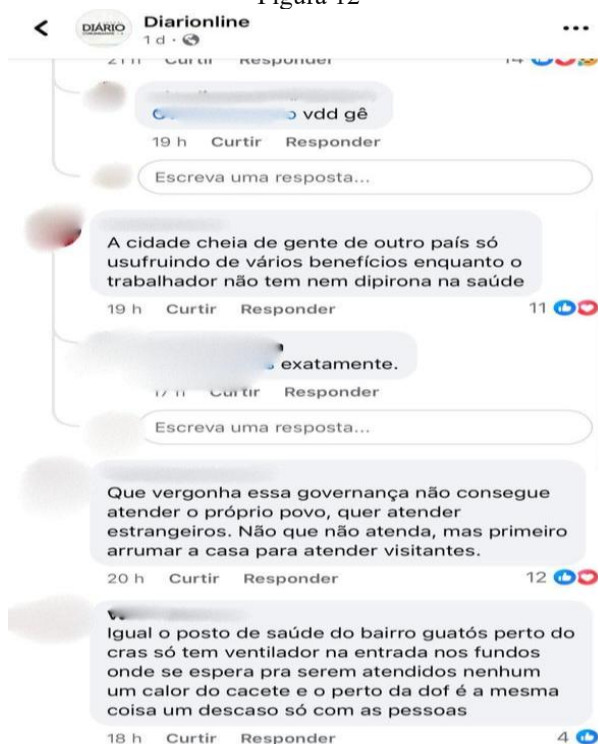 Figura 12
DIÁRIO
Diarionline
1 d
21 h Curtir Responder 14
vdd gê
19 h Curtir Responder
Escreva uma resposta...
A cidade cheia de gente de outro país só
usufruindo de vários benefícios enquanto o
trabalhador não tem nem dipirona na saúde
19 h Curtir Responder 11
exatamente.
17 h Curtir Responder
Escreva uma resposta...
Que vergonha essa governança não consegue
atender o próprio povo, quer atender
estrangeiros. Não que não atenda, mas primeiro
arrumar a casa para atender visitantes.
20 h Curtir Responder 12
Igual o posto de saúde do bairro guatós perto do
cras só tem ventilador na entrada nos fundos
onde se espera pra serem atendidos nenhum
um calor do cacete e o perto da dof é a mesma
coisa um descaso só com as pessoas
18 h Curtir Responder 4